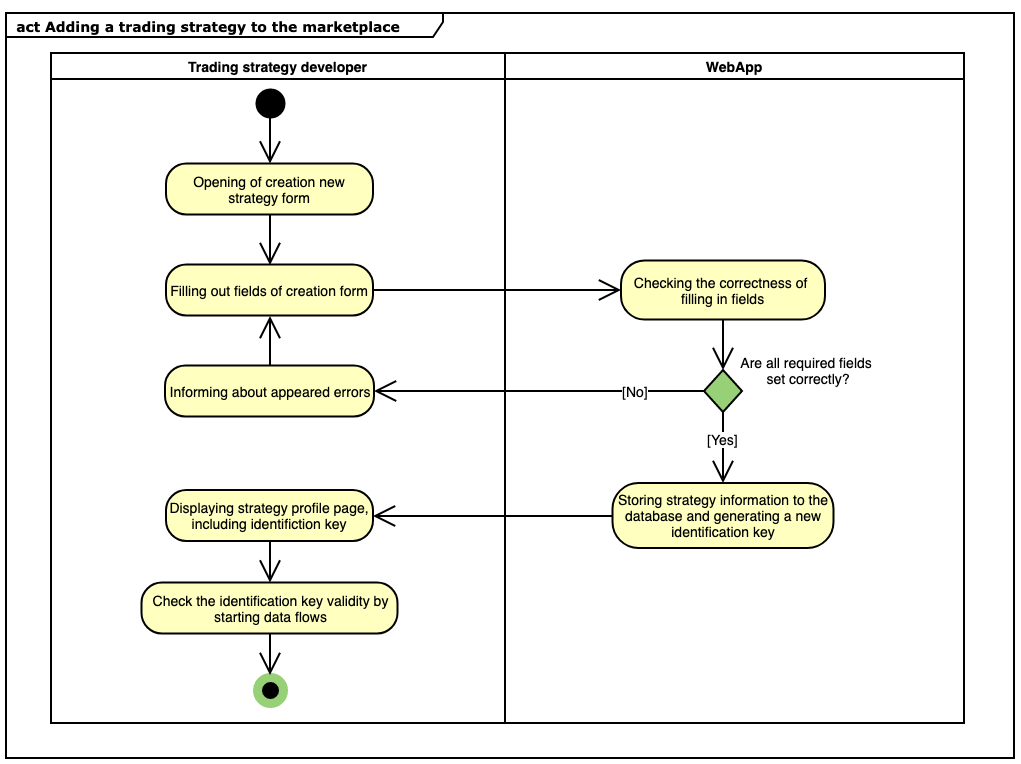 act Adding a trading strategy to the marketplace
Trading strategy developer
WebApp
Opening of creation new
strategy form
Filling out fields of creation form
Checking the correctness of
filling in fields
Are all required fields
set correctly?
Informing about appeared errors
[No]
[Yes]
Displaying strategy profile page,
including identifiction key
Storing strategy information to the
database and generating a new
identification key
Check the identification key validity by
starting data flows